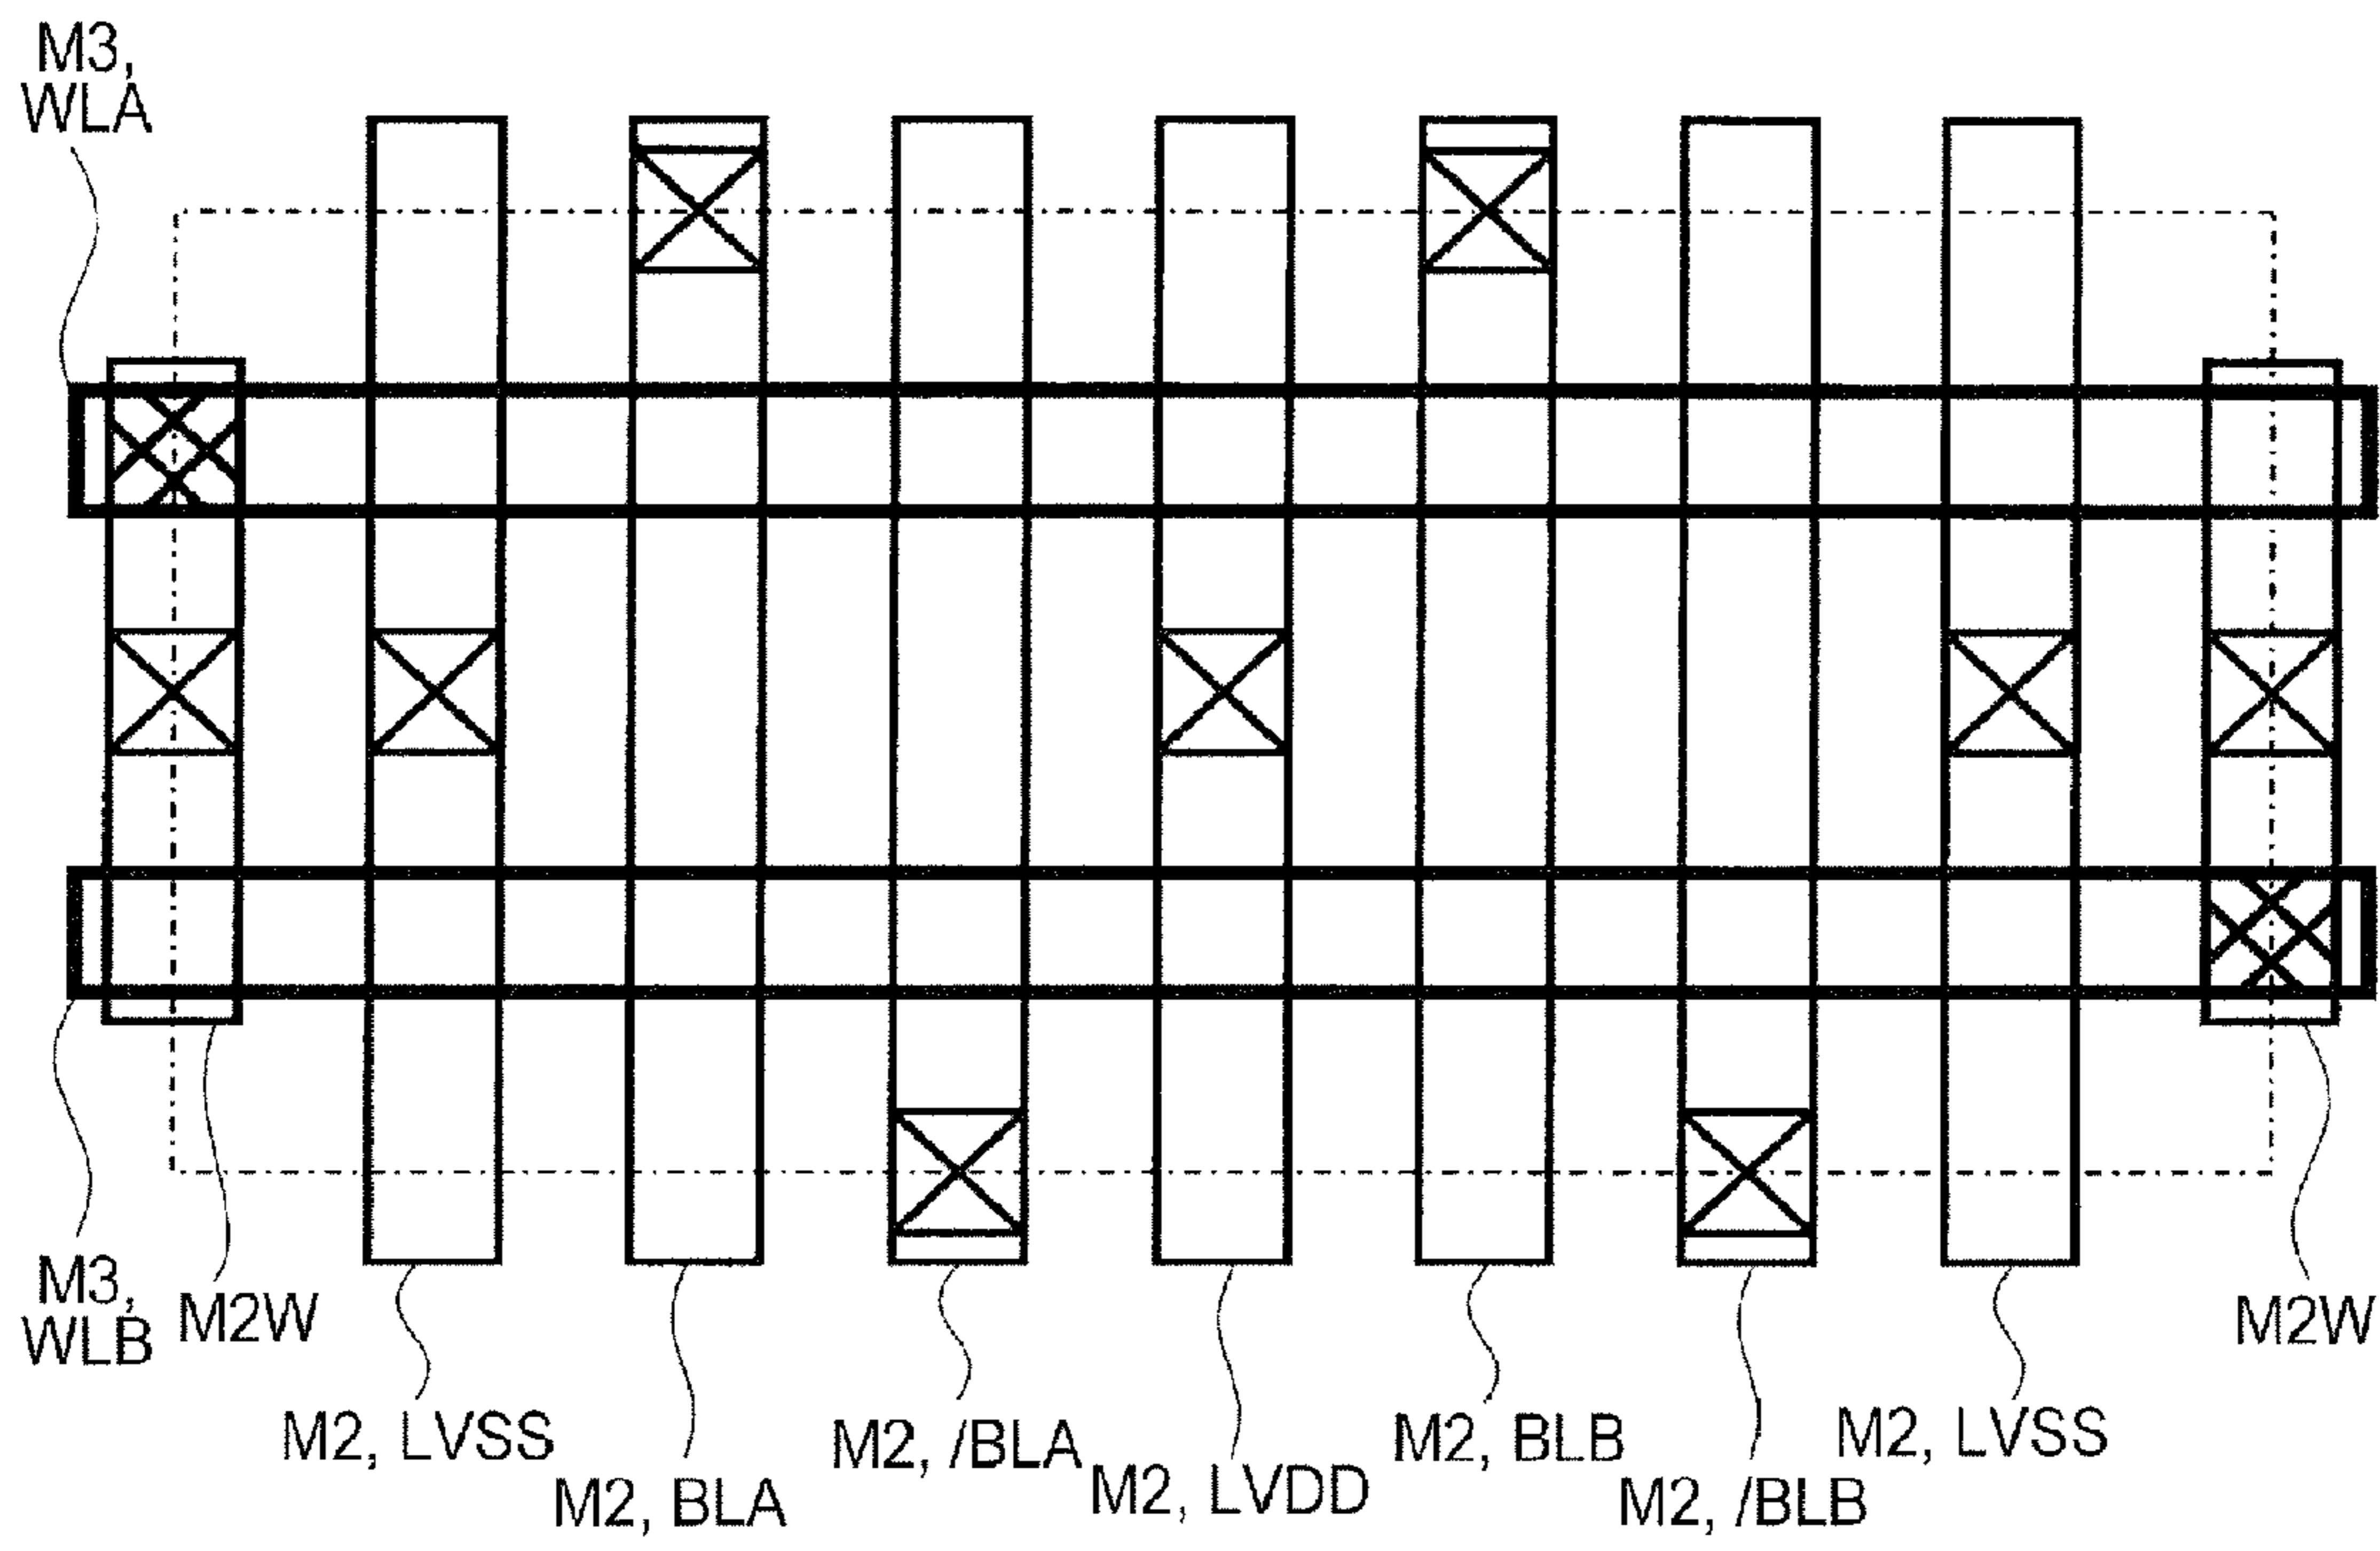 M3,
WLA
M3,
WLB
M2W
M2W
M2, LVSS
M2, BLA
M2, /BLA
M2, LVDD
M2, BLB
M2, /BLB
M2, LVSS